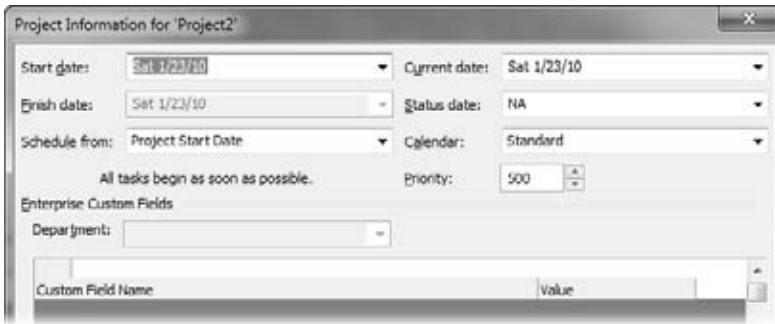 Project Information for 'Project2'
Start date: Sat 1/23/10 Current date: Sat 1/23/10
Finish date: Sat 1/23/10 Status date: NA
Schedule from: Project Start Date Calendar: Standard
All tasks begin as soon as possible. Priority: 500
Enterprise Custom Fields
Department:
Custom Field Name Value